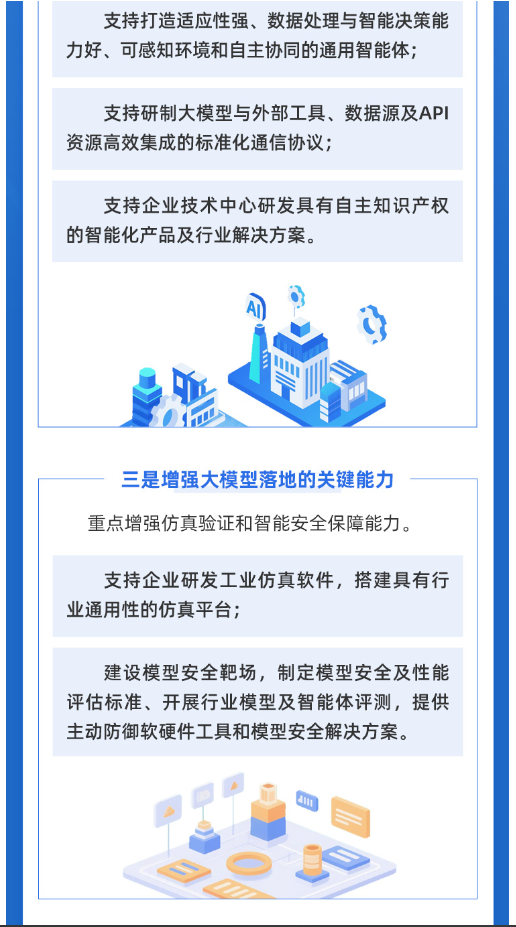 支持打造适应性强、数据处理与智能决策能
力好、可感知环境和自主协同的通用智能体；
支持研制大模型与外部工具、数据源及API
资源高效集成的标准化通信协议；
支持企业技术中心研发具有自主知识产权
的智能化产品及行业解决方案。
AI
三是增强大模型落地的关键能力
重点增强仿真验证和智能安全保障能力。
支持企业研发工业仿真软件，搭建具有行
业通用性的仿真平台；
建设模型安全靶场，制定模型安全及性能
评估标准、开展行业模型及智能体评测，提供
主动防御软硬件工具和模型安全解决方案。